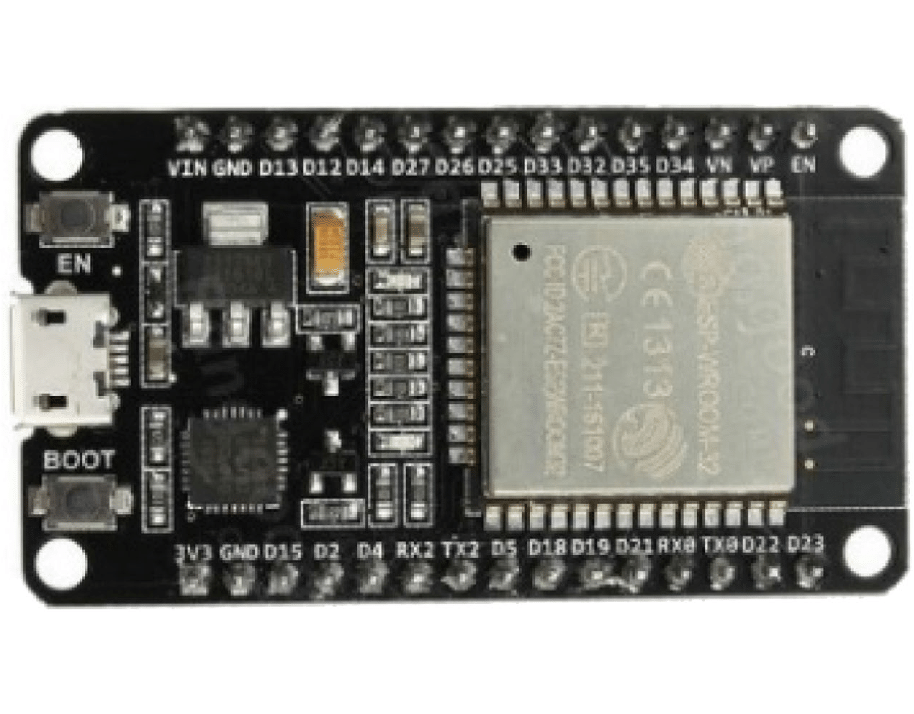 VIN GND D13 D12 D14 D27 D26 D25 D33 D32 D35 D34 VN VP EN
EN
ESP-WROOM-32
CE1313
211-161007
FCC ID:2AC7Z-ESPWROOM32
BOOT
3V3 GND D15 D2 D4 RX2 TX2 D5 D18 D19 D21 RX0 TX0 D22 D23